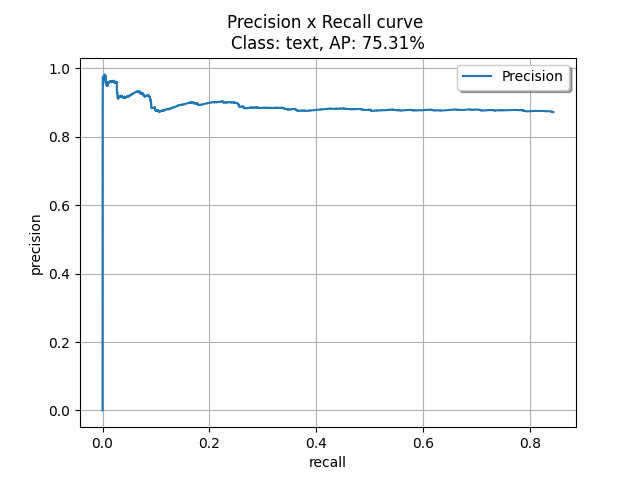 Precision x Recall curve
Class: text, AP: 75.31%
Precision
1.0
0.8
0.6
0.4
0.2
0.0
precision
0.0 0.2 0.4 0.6 0.8
recall